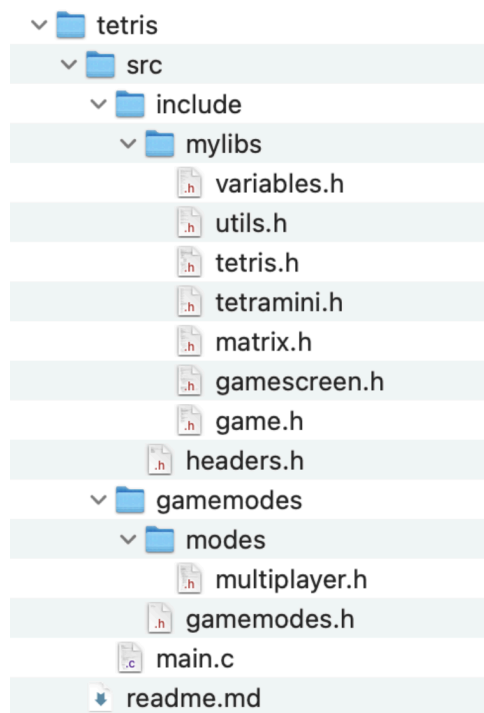 tetris
src
include
mylibs
variables.h
utils.h
tetris.h
tetramini.h
matrix.h
gamescreen.h
game.h
headers.h
gamemodes
modes
multiplayer.h
gamemodes.h
main.c
readme.md